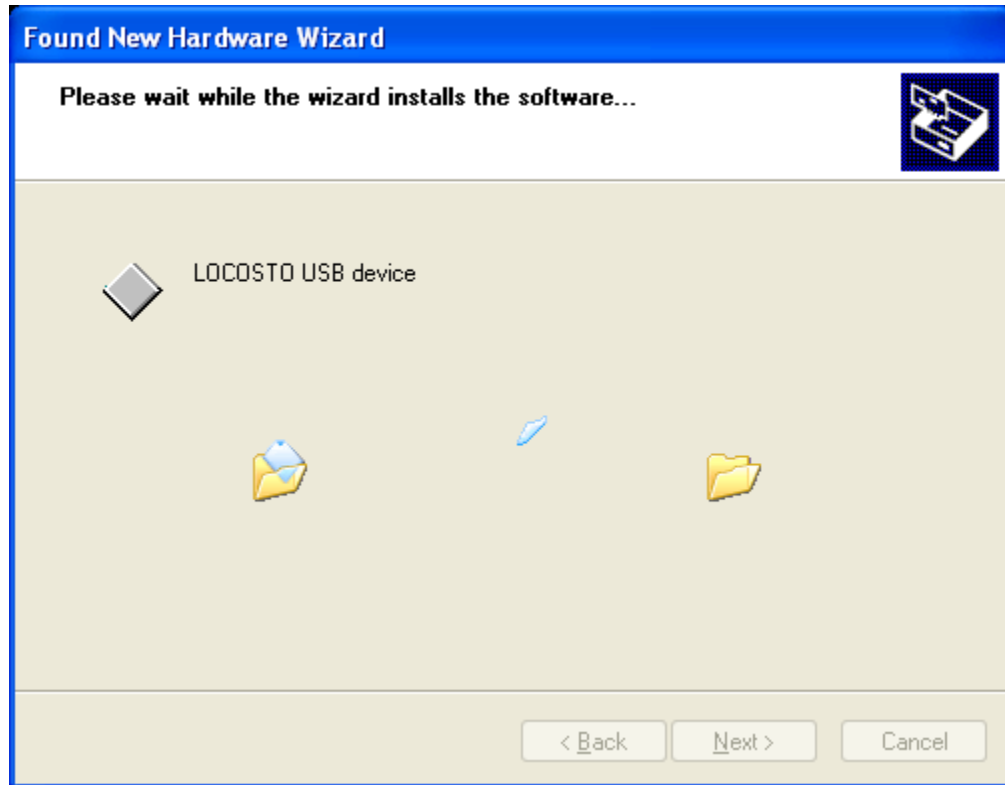 Found New Hardware Wizard
Please wait while the wizard installs the software...
LOCOSTO USB device
< Back
Next >
Cancel